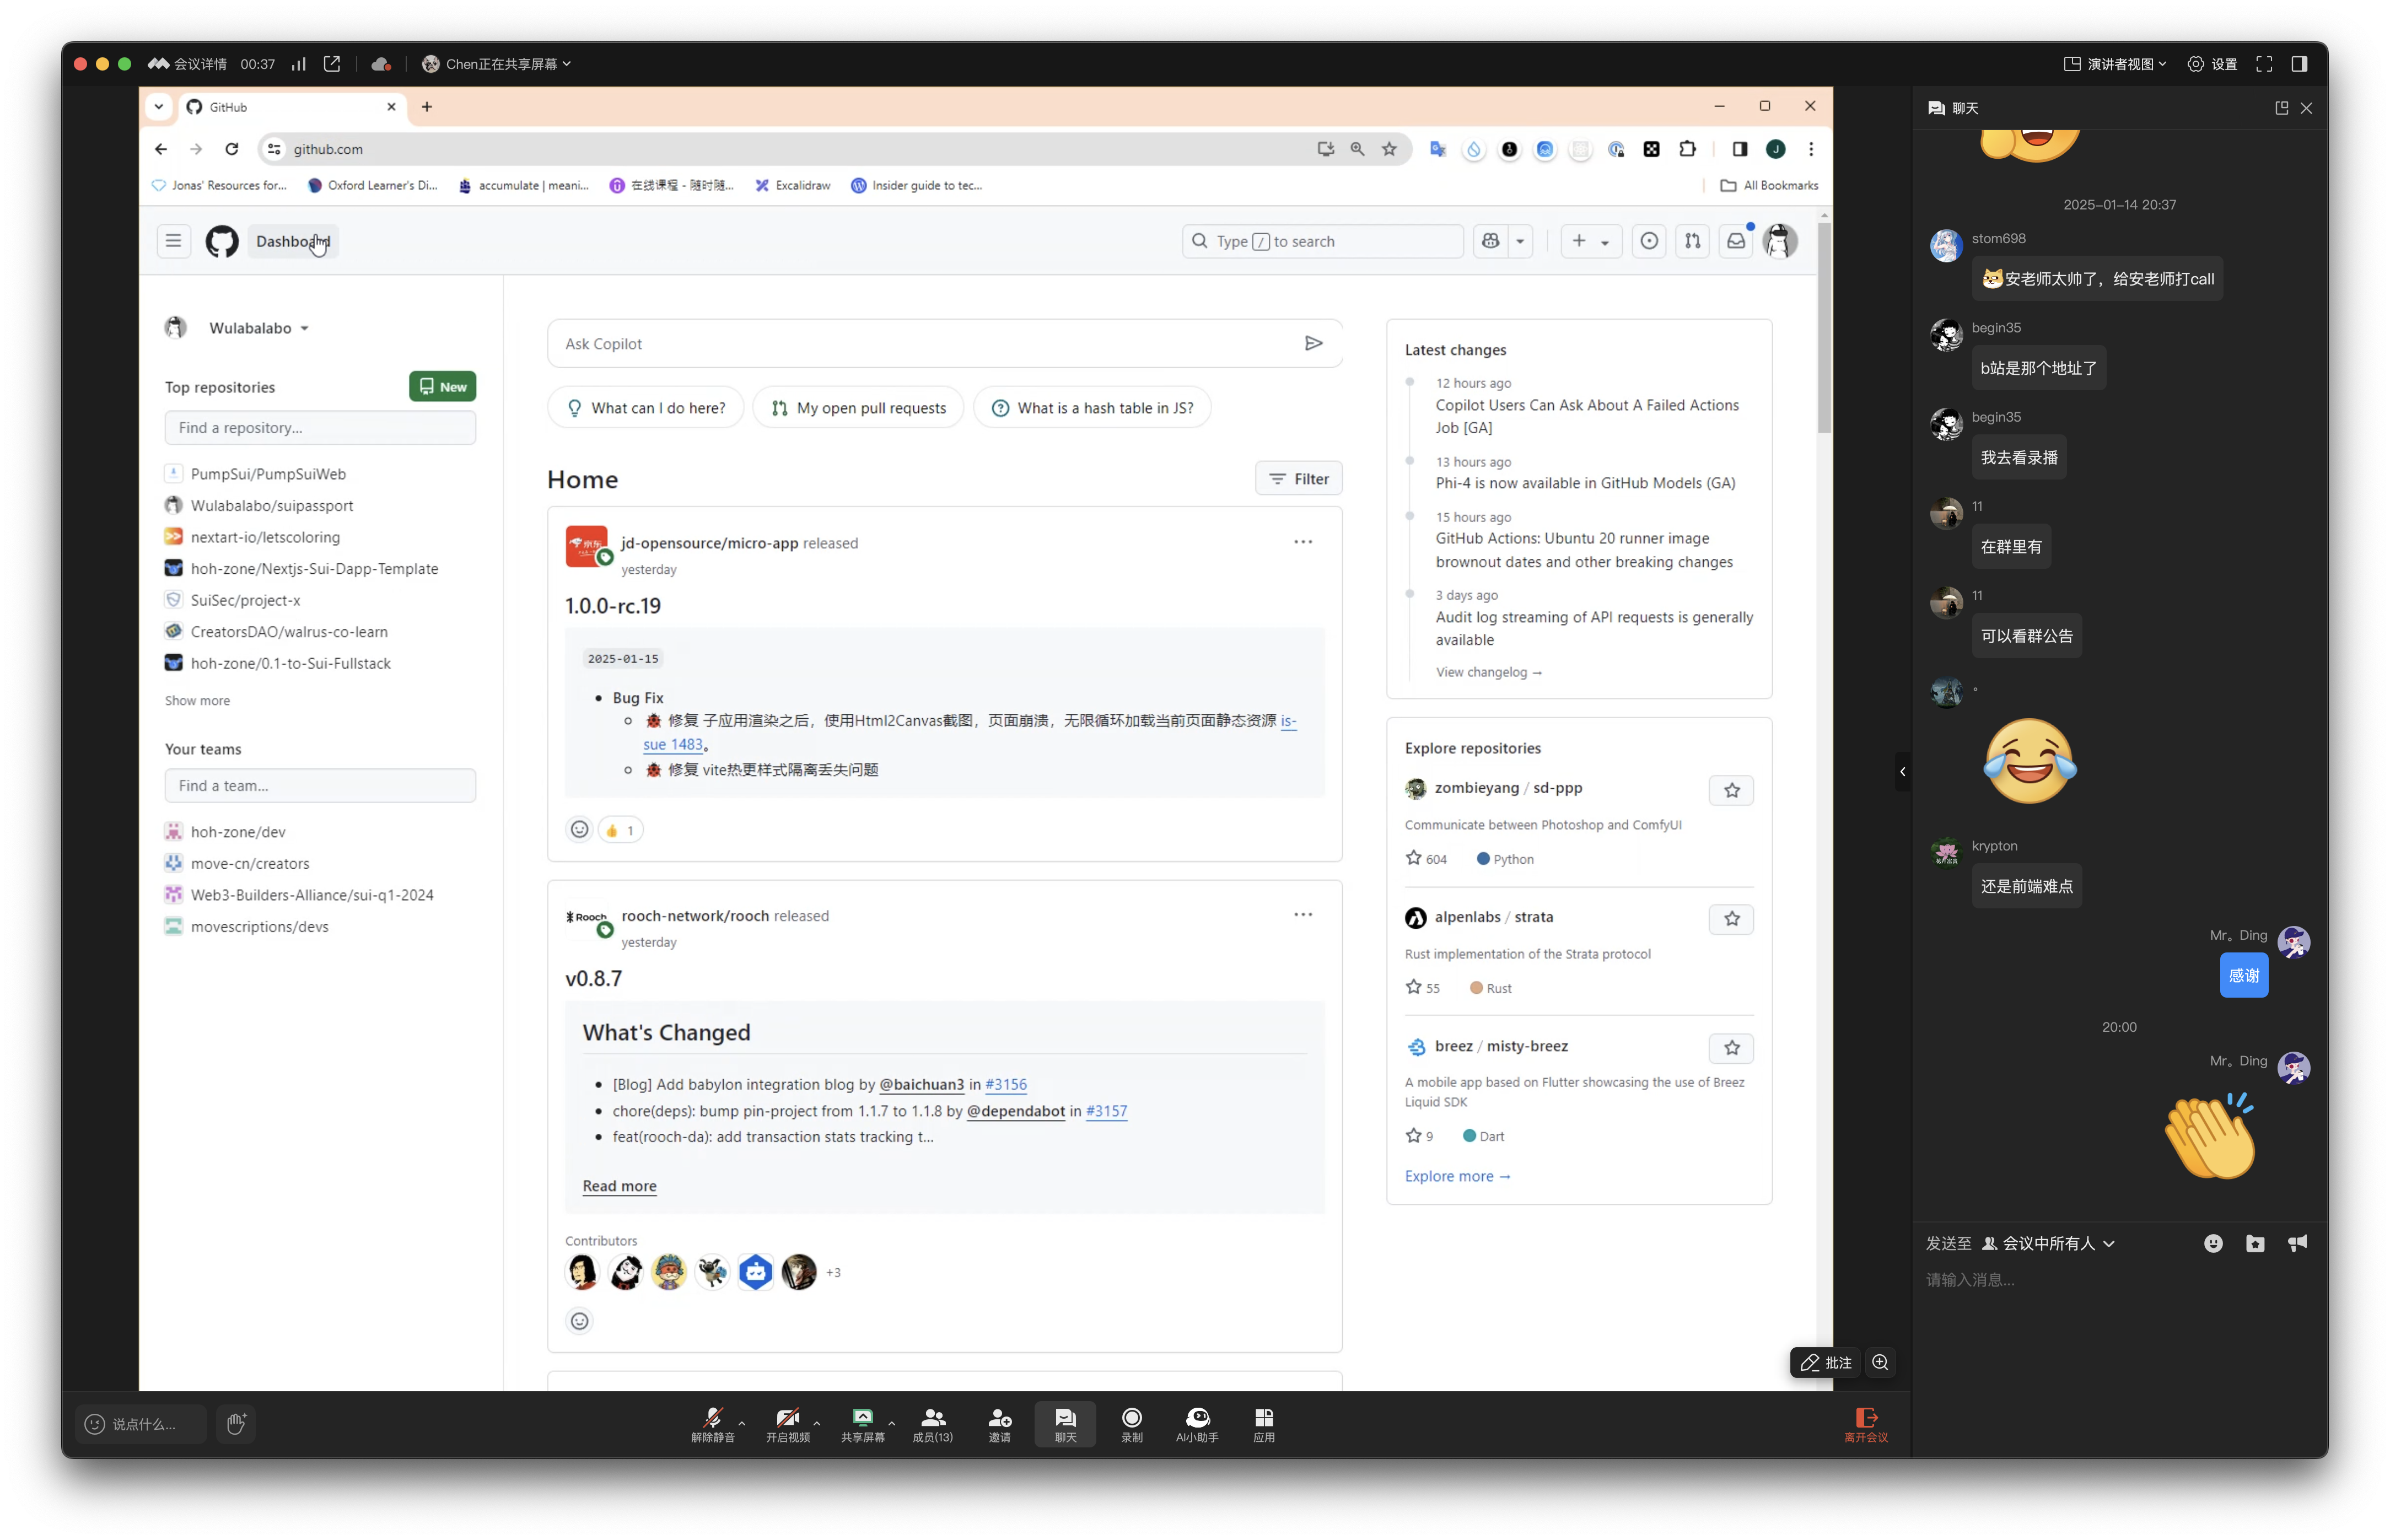 会议详情 00:37 Chen正在共享屏幕
演讲者视图 设置
GitHub
github.com
Jonas' Resources for...
Oxford Learner's Di...
accumulate | meani...
在线课程 - 随时随...
Excalidraw
Insider guide to tec...
All Bookmarks
Dashboard
Type / to search
Wulabalabo
Top repositories
New
Find a repository...
PumpSui/PumpSuiWeb
Wulabalabo/suipassport
nextart-io/letscoloring
hoh-zone/Nextjs-Sui-Dapp-Template
SuiSec/project-x
CreatorsDAO/walrus-co-learn
hoh-zone/0.1-to-Sui-Fullstack
Show more
Your teams
Find a team...
hoh-zone/dev
move-cn/creators
Web3-Builders-Alliance/sui-q1-2024
movescriptions/devs
Ask Copilot
What can I do here?
My open pull requests
What is a hash table in JS?
Home
Filter
京东
jd-opensource/micro-app released
yesterday
1.0.0-rc.19
2025-01-15
Bug Fix
修复 子应用渲染之后，使用Html2Canvas截图，页面崩溃，无限循环加载当前页面静态资源 is-
sue 1483。
修复 vite热更样式隔离丢失问题
1
Rooch
rooch-network/rooch released
yesterday
v0.8.7
What's Changed
[Blog] Add babylon integration blog by @baichuan3 in #3156
chore(deps): bump pin-project from 1.1.7 to 1.1.8 by @dependabot in #3157
feat(rooch-da): add transaction stats tracking t...
Read more
Contributors
+3
Latest changes
12 hours ago
Copilot Users Can Ask About A Failed Actions
Job [GA]
13 hours ago
Phi-4 is now available in GitHub Models (GA)
15 hours ago
GitHub Actions: Ubuntu 20 runner image
brownout dates and other breaking changes
3 days ago
Audit log streaming of API requests is generally
available
View changelog →
Explore repositories
zombieyang / sd-ppp
Communicate between Photoshop and ComfyUI
604 Python
alpenlabs / strata
Rust implementation of the Strata protocol
55 Rust
breez / misty-breez
A mobile app based on Flutter showcasing the use of Breez
Liquid SDK
9 Dart
Explore more →
批注
聊天
2025-01-14 20:37
stom698
安老师太帅了，给安老师打call
begin35
b站是那个地址了
begin35
我去看录播
11
在群里有
11
可以看群公告
。
krypton
还是前端难点
Mr。Ding
感谢
20:00
Mr。Ding
发送至 会议中所有人
请输入消息...
说点什么...
解除静音
开启视频
共享屏幕
成员(13)
邀请
聊天
录制
AI小助手
应用
离开会议